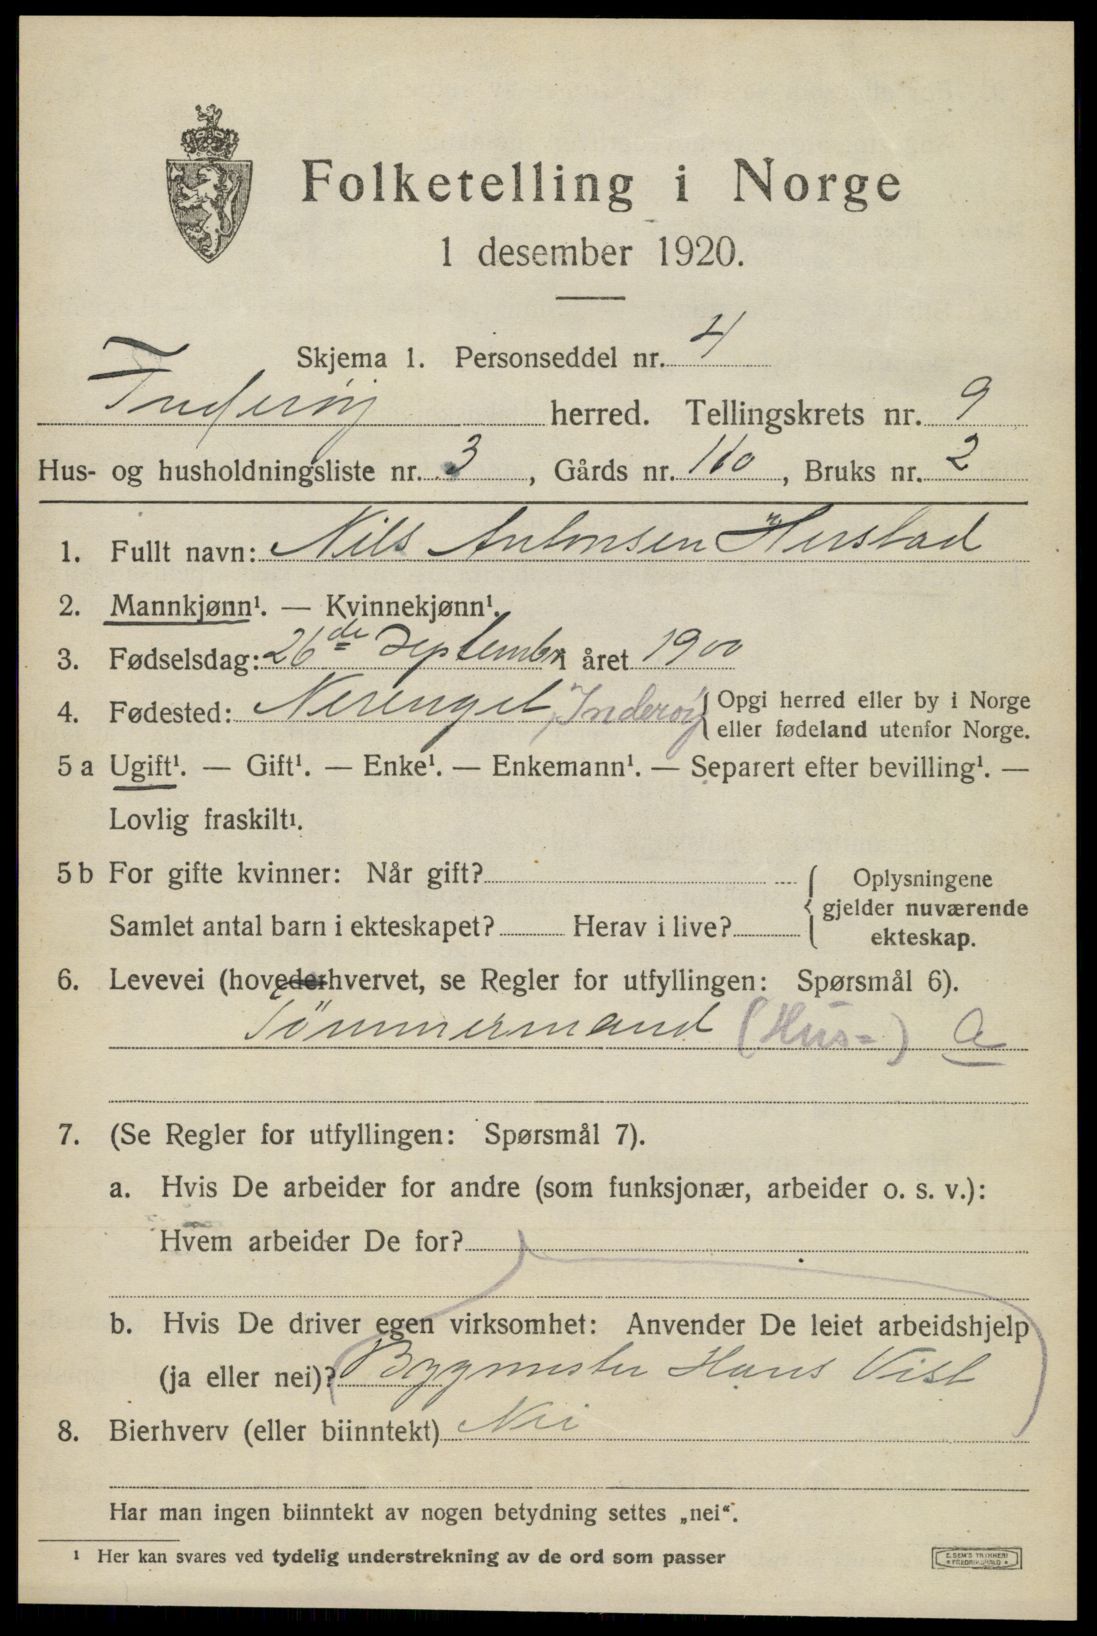 Folketelling i Norge
1 desember 1920.
Skjema 1. Personseddel nr. 4
Inderøy herred. Tellingskrets nr. 9
Hus- og husholdningsliste nr. 3, Gårds nr. 110, Bruks nr. 2
1. Fullt navn: Nils Antonsen
2. Mannkjønn¹. — Kvinnekjønn¹.
3. Fødselsdag: 26de September i året 1900
4. Fødested: Nerenget, Inderøy { Opgi herred eller by i Norge
eller fødeland utenfor Norge.
5 a Ugift¹. — Gift¹. — Enke¹. — Enkemann¹. — Separert efter bevilling¹. —
Lovlig fraskilt¹.
5 b For gifte kvinner: Når gift? { Oplysningene
gjelder nuværende
Samlet antal barn i ekteskapet? Herav i live?
ekteskap.
6. Levevei (hovederhvervet, se Regler for utfyllingen: Spørsmål 6).
Tømmermand (Hus=) a
7. (Se Regler for utfyllingen: Spørsmål 7).
a. Hvis De arbeider for andre (som funksjonær, arbeider o. s. v.):
Hvem arbeider De for?
b. Hvis De driver egen virksomhet: Anvender De leiet arbeidshjelp
(ja eller nei)? Bygmester Hans Vist
8. Bierhverv (eller biinntekt) Nei
Har man ingen biinntekt av nogen betydning settes „nei“.
¹ Her kan svares ved tydelig understrekning av de ord som passer
E. SEM'S TRYKKERI
FREDRIKSHALD